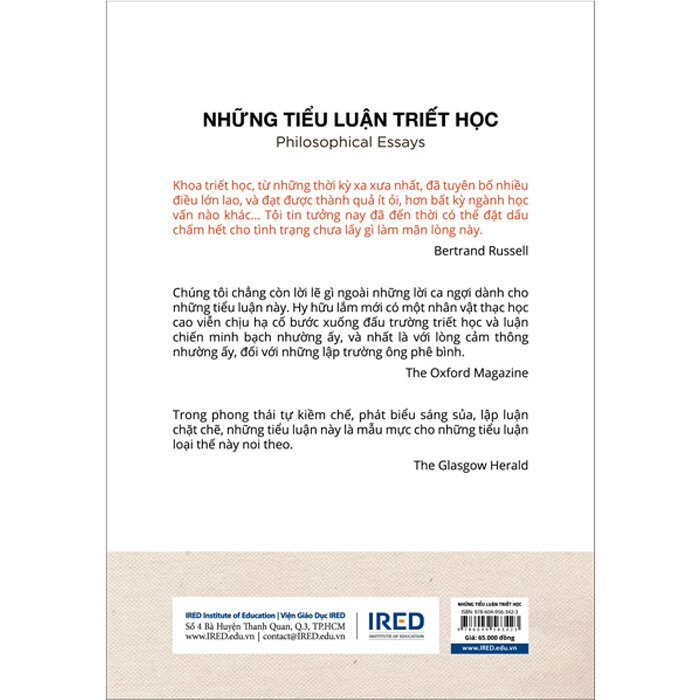 NHỮNG TIỂU LUẬN TRIẾT HỌC
Philosophical Essays
Khoa triết học, từ những thời kỳ xa xưa nhất, đã tuyên bố nhiều
điều lớn lao, và đạt được thành quả ít ỏi, hơn bất kỳ ngành học
vấn nào khác... Tôi tin tưởng nay đã đến thời có thể đặt dấu
chấm hết cho tình trạng chưa lấy gì làm mãn lòng này.
Bertrand Russell
Chúng tôi chẳng còn lời lẽ gì ngoài những lời ca ngợi dành cho
những tiểu luận này. Hy hữu lắm mới có một nhân vật thạc học
cao viễn chịu hạ cố bước xuống đấu trường triết học và luận
chiến minh bạch nhường ấy, và nhất là với lòng cảm thông
nhường ấy, đối với những lập trường ông phê bình.
The Oxford Magazine
Trong phong thái tự kiềm chế, phát biểu sáng sủa, lập luận
chặt chẽ, những tiểu luận này là mẫu mực cho những tiểu luận
loại thế này noi theo.
The Glasgow Herald
IRED Institute of Education | Viện Giáo Dục IRED
Số 4 Bà Huyện Thanh Quan, Q.3, TP.HCM
www.IRED.edu.vn | contact@IRED.edu.vn
IRED
INSTITUTE OF EDUCATION
NHỮNG TIỂU LUẬN TRIẾT HỌC
ISBN: 978-604-956-342-3
9 786049 563423
Giá: 65.000 đồng
www.IRED.edu.vn